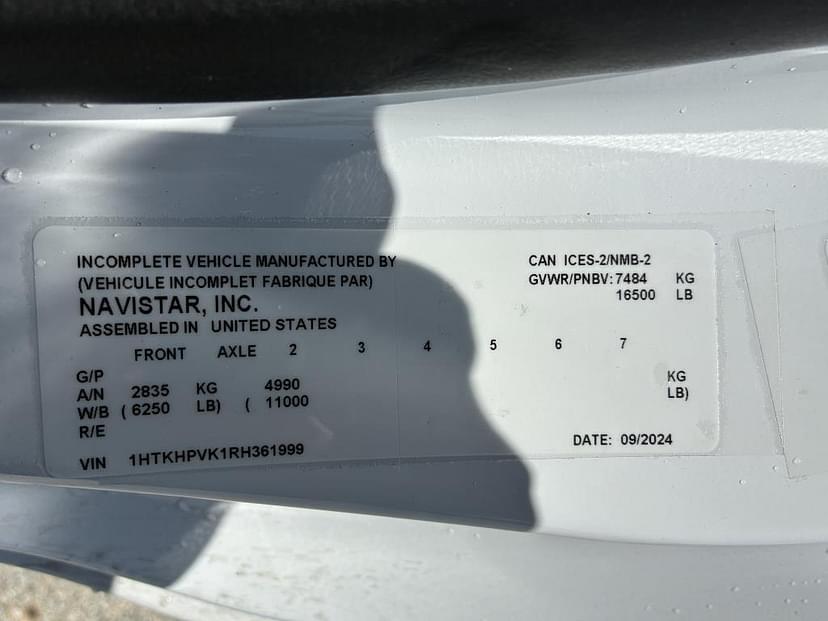 INCOMPLETE VEHICLE MANUFACTURED BY
(VEHICULE INCOMPLET FABRIQUE PAR)
NAVISTAR, INC.
ASSEMBLED IN UNITED STATES
CAN ICES-2/NMB-2
GVWR/PNBV: 7484 KG
16500 LB
FRONT AXLE 2 3 4 5 6 7
G/P
A/N 2835 KG 4990 KG
W/B (6250 LB) ( 11000 LB)
R/E
VIN 1HTKHPVK1RH361999
DATE: 09/2024